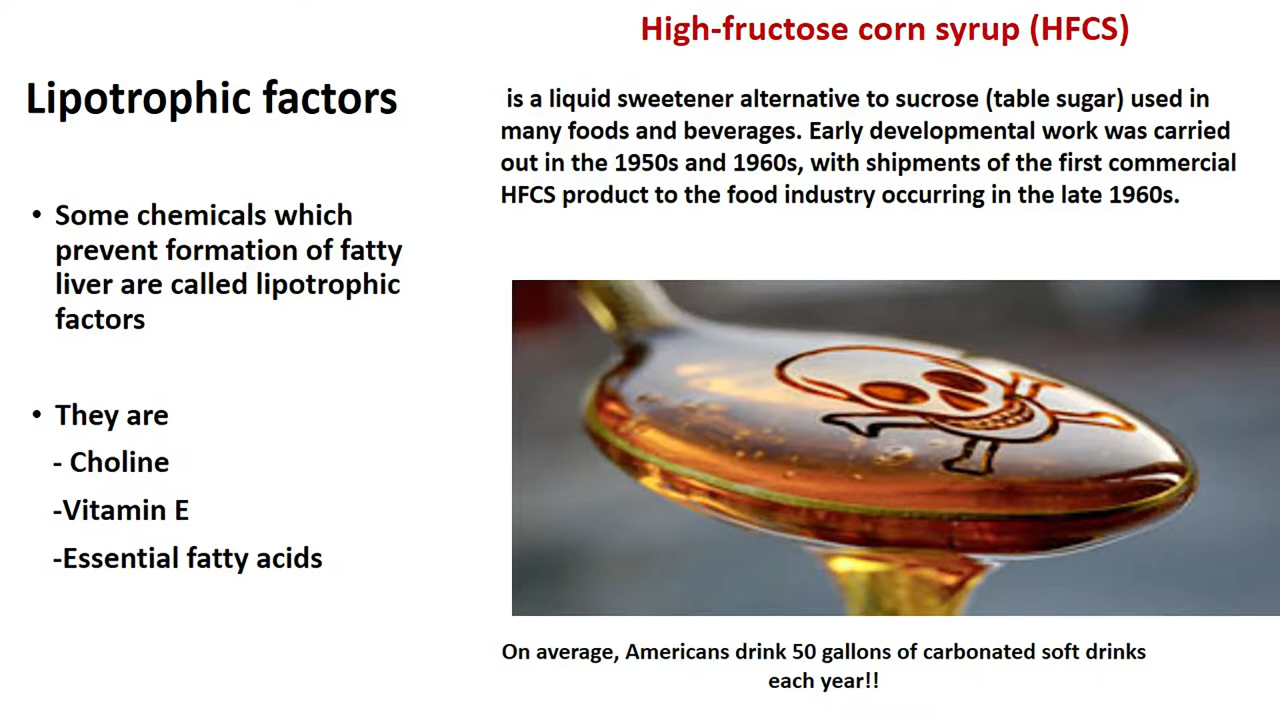 Lipotrophic factors
• Some chemicals which
prevent formation of fatty
liver are called lipotrophic
factors
• They are
- Choline
-Vitamin E
-Essential fatty acids
High-fructose corn syrup (HFCS)
is a liquid sweetener alternative to sucrose (table sugar) used in
many foods and beverages. Early developmental work was carried
out in the 1950s and 1960s, with shipments of the first commercial
HFCS product to the food industry occurring in the late 1960s.
On average, Americans drink 50 gallons of carbonated soft drinks
each year!!